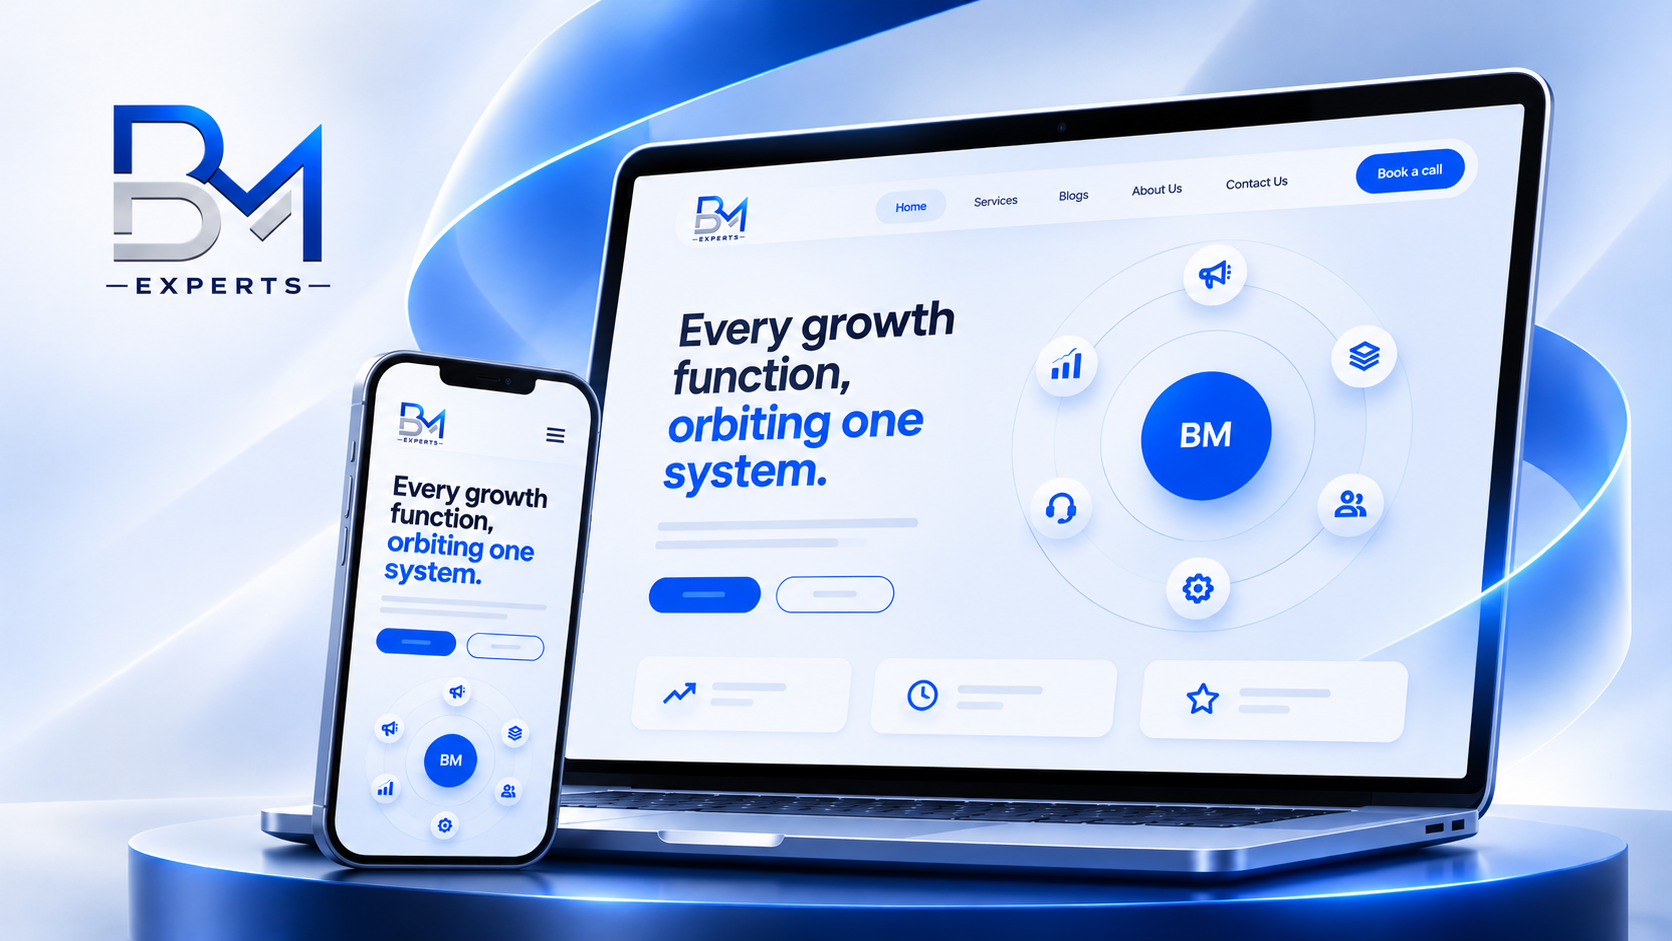 BM
—EXPERTS—
BM
—EXPERTS—
Home
Services
Blogs
About Us
Contact Us
Book a call
Every growth
function,
orbiting one
system.
BM
BM
—EXPERTS—
Every growth
function,
orbiting one
system.
BM